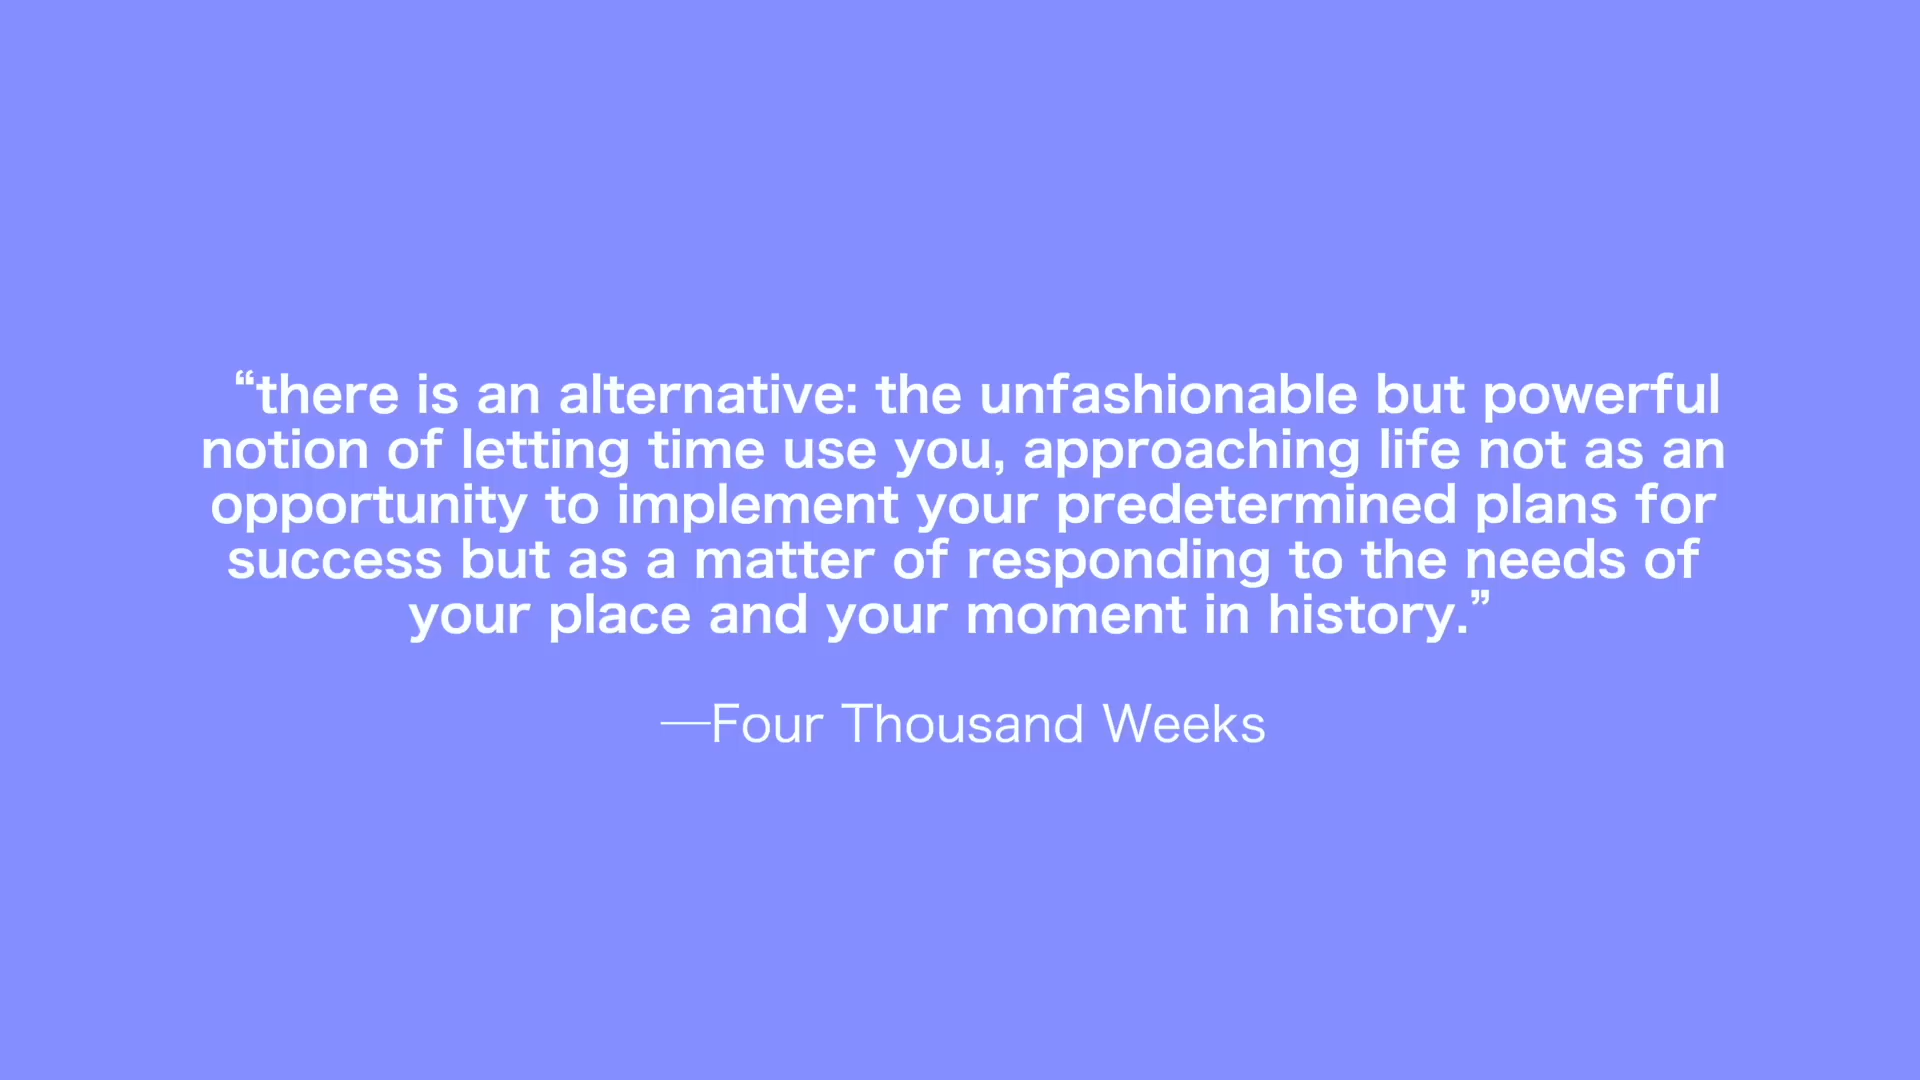 “there is an alternative: the unfashionable but powerful
notion of letting time use you, approaching life not as an
opportunity to implement your predetermined plans for
success but as a matter of responding to the needs of
your place and your moment in history.”
—Four Thousand Weeks